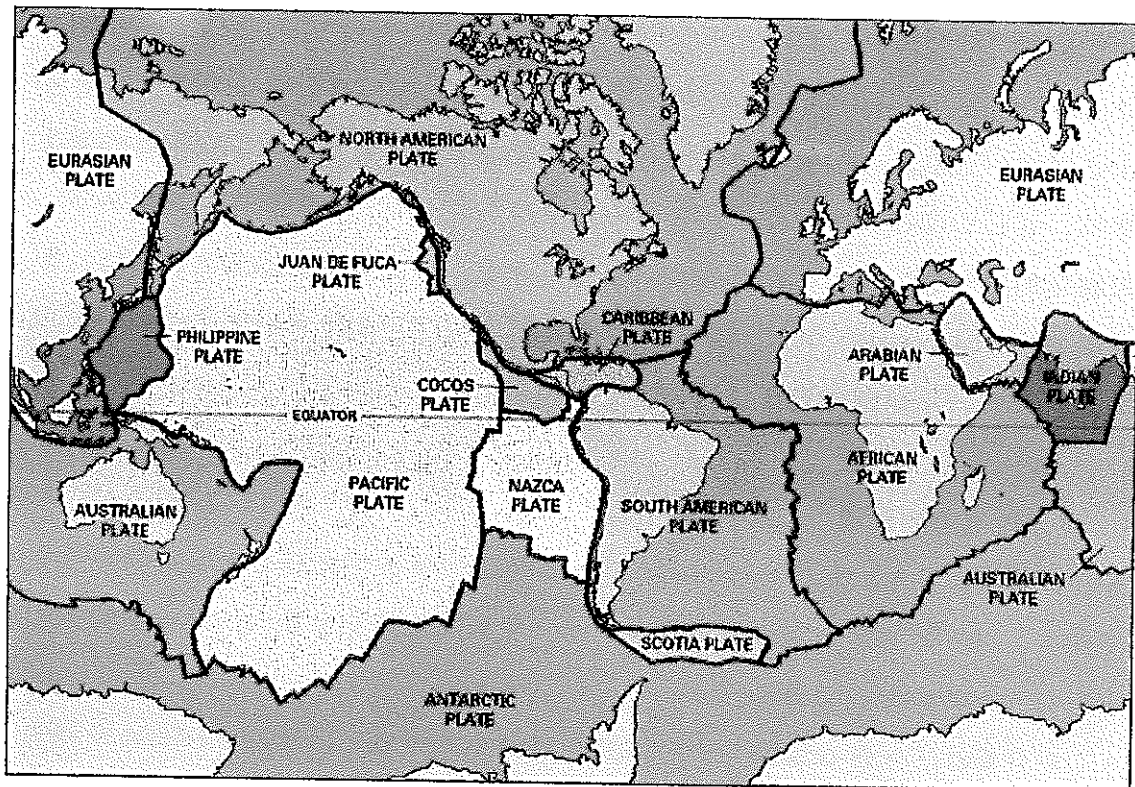 NORTH AMERICAN
PLATE
EURASIAN
PLATE
EURASIAN
PLATE
JUAN DE FUCA
PLATE
CARIBBEAN
PLATE
PHILIPPINE
PLATE
ARABIAN
PLATE
INDIAN
PLATE
COCOS
PLATE
EQUATOR
AFRICAN
PLATE
PACIFIC
PLATE
NAZCA
PLATE
SOUTH AMERICAN
PLATE
AUSTRALIAN
PLATE
AUSTRALIAN
PLATE
SCOTIA PLATE
ANTARCTIC
PLATE